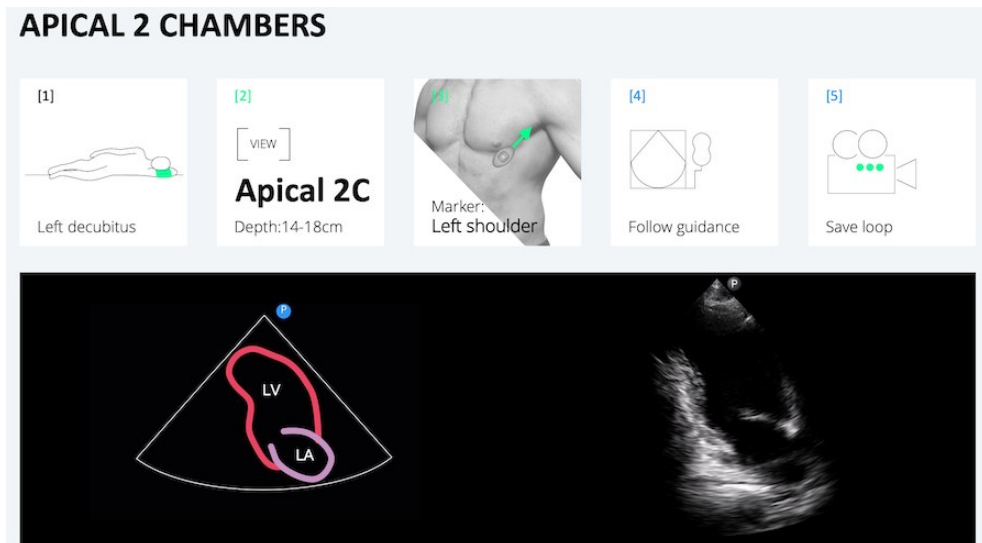 APICAL 2 CHAMBERS
[1]
Left decubitus
[2]
VIEW
Apical 2C
Depth:14-18cm
[3]
Marker:
Left shoulder
[4]
Follow guidance
[5]
Save loop
P
LV
LA
P